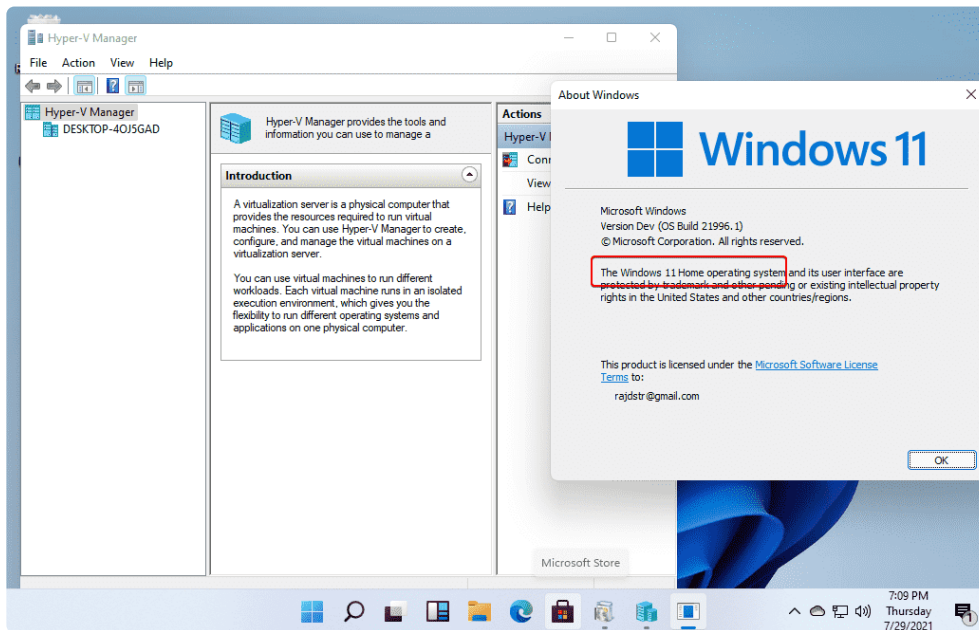 Hyper-V Manager
File Action View Help
Hyper-V Manager
DESKTOP-4OJ5GAD
Hyper-V Manager provides the tools and
information you can use to manage a
Introduction
A virtualization server is a physical computer that
provides the resources required to run virtual
machines. You can use Hyper-V Manager to create,
configure, and manage the virtual machines on a
virtualization server.
You can use virtual machines to run different
workloads. Each virtual machine runs in an isolated
execution environment, which gives you the
flexibility to run different operating systems and
applications on one physical computer.
Actions
Hyper-V
View
Help
About Windows
Windows 11
Microsoft Windows
Version Dev (OS Build 21996.1)
© Microsoft Corporation. All rights reserved.
The Windows 11 Home operating system and its user interface are
protected by trademark and other pending or existing intellectual property
rights in the United States and other countries/regions.
This product is licensed under the Microsoft Software License
Terms to:
rajdstr@gmail.com
OK
Microsoft Store
7:09 PM
Thursday
7/29/2021
1